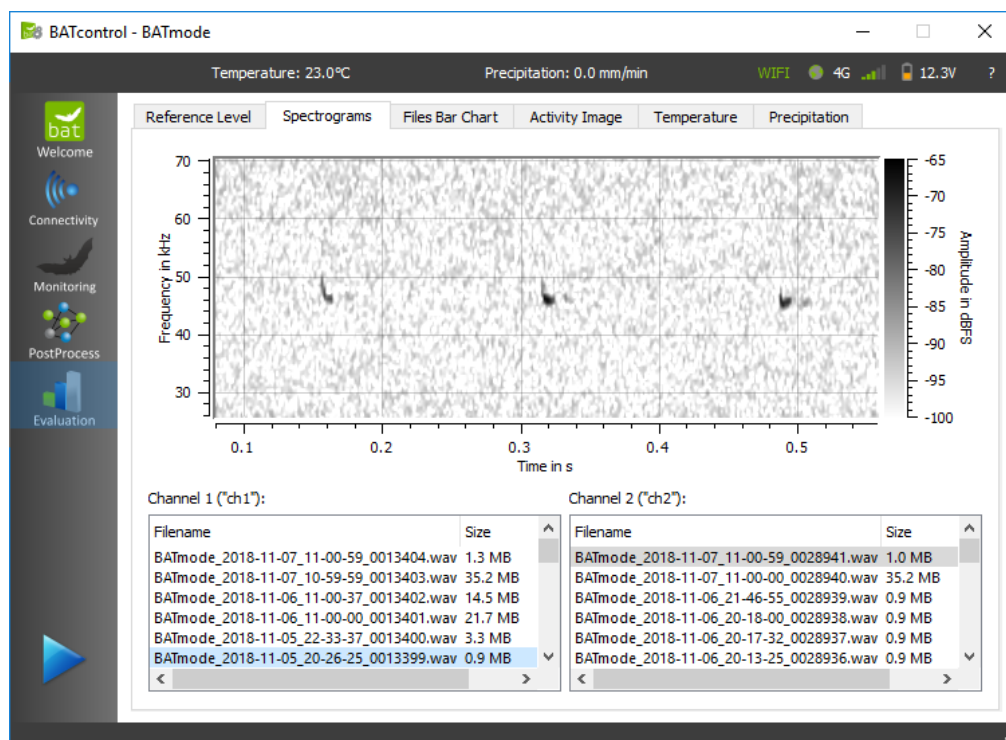 BATcontrol - BATmode
Temperature: 23.0°C Precipitation: 0.0 mm/min WIFI 4G 12.3V ?
bat
Welcome
Connectivity
Monitoring
PostProcess
Evaluation
Reference Level Spectrograms Files Bar Chart Activity Image Temperature Precipitation
Frequency in kHz
70
60
50
40
30
0.1 0.2 0.3 0.4 0.5
Time in s
-65
-70
-75
-80
-85
-90
-95
-100
Amplitude in dBFS
Channel 1 ("ch1"):
Filename Size
BATmode_2018-11-07_11-00-59_0013404.wav 1.3 MB
BATmode_2018-11-07_10-59-59_0013403.wav 35.2 MB
BATmode_2018-11-06_11-00-37_0013402.wav 14.5 MB
BATmode_2018-11-06_11-00-00_0013401.wav 21.7 MB
BATmode_2018-11-05_22-33-37_0013400.wav 3.3 MB
BATmode_2018-11-05_20-26-25_0013399.wav 0.9 MB
Channel 2 ("ch2"):
Filename Size
BATmode_2018-11-07_11-00-59_0028941.wav 1.0 MB
BATmode_2018-11-07_11-00-00_0028940.wav 35.2 MB
BATmode_2018-11-06_21-46-55_0028939.wav 0.9 MB
BATmode_2018-11-06_20-18-00_0028938.wav 0.9 MB
BATmode_2018-11-06_20-17-32_0028937.wav 0.9 MB
BATmode_2018-11-06_20-13-25_0028936.wav 0.9 MB